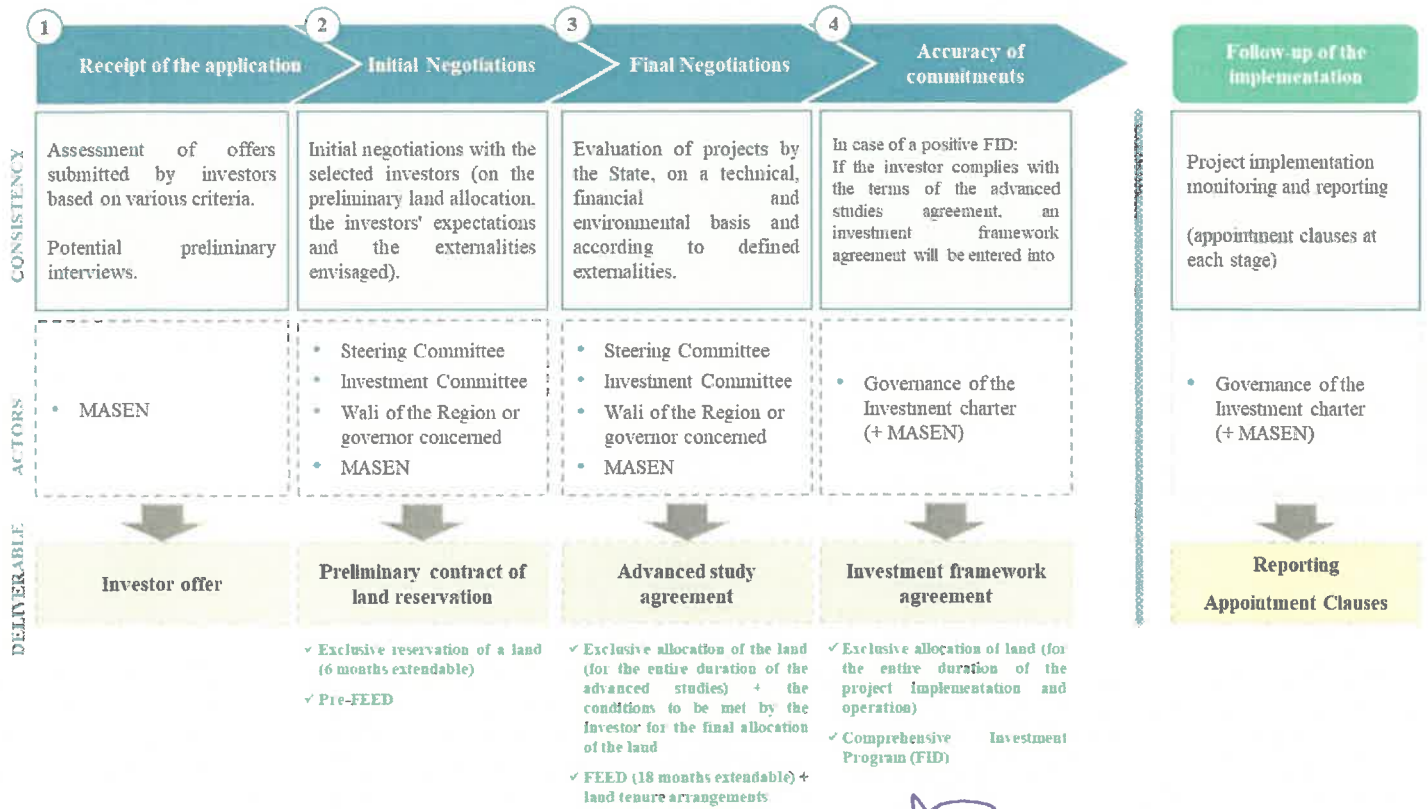 1
Receipt of the application
2
Initial Negotiations
3
Final Negotiations
4
Accuracy of
commitments
Follow-up of the
implementation
CONSISTENCY
Assessment of offers
submitted by investors
based on various criteria.
Potential preliminary
interviews.
Initial negotiations with the
selected investors (on the
preliminary land allocation,
the investors' expectations
and the externalities
envisaged).
Evaluation of projects by
the State, on a technical,
financial and
environmental basis and
according to defined
externalities.
In case of a positive FID:
If the investor complies with
the terms of the advanced
studies agreement, an
investment framework
agreement will be entered into
Project implementation
monitoring and reporting
(appointment clauses at
each stage)
ACTORS
• MASEN
• Steering Committee
• Investment Committee
• Wali of the Region or
governor concerned
• MASEN
• Steering Committee
• Investment Committee
• Wali of the Region or
governor concerned
• MASEN
• Governance of the
Investment charter
(+ MASEN)
• Governance of the
Investment charter
(+ MASEN)
DELIVERABLE
Investor offer
Preliminary contract of
land reservation
Advanced study
agreement
Investment framework
agreement
Reporting
Appointment Clauses
✓ Exclusive reservation of a land
(6 months extendable)
✓ Pre-FEED
✓ Exclusive allocation of the land
(for the entire duration of the
advanced studies) + the
conditions to be met by the
Investor for the final allocation
of the land
✓ FEED (18 months extendable) +
land tenure arrangements
✓ Exclusive allocation of land (for
the entire duration of the
project Implementation and
operation)
✓ Comprehensive Investment
Program (FID)